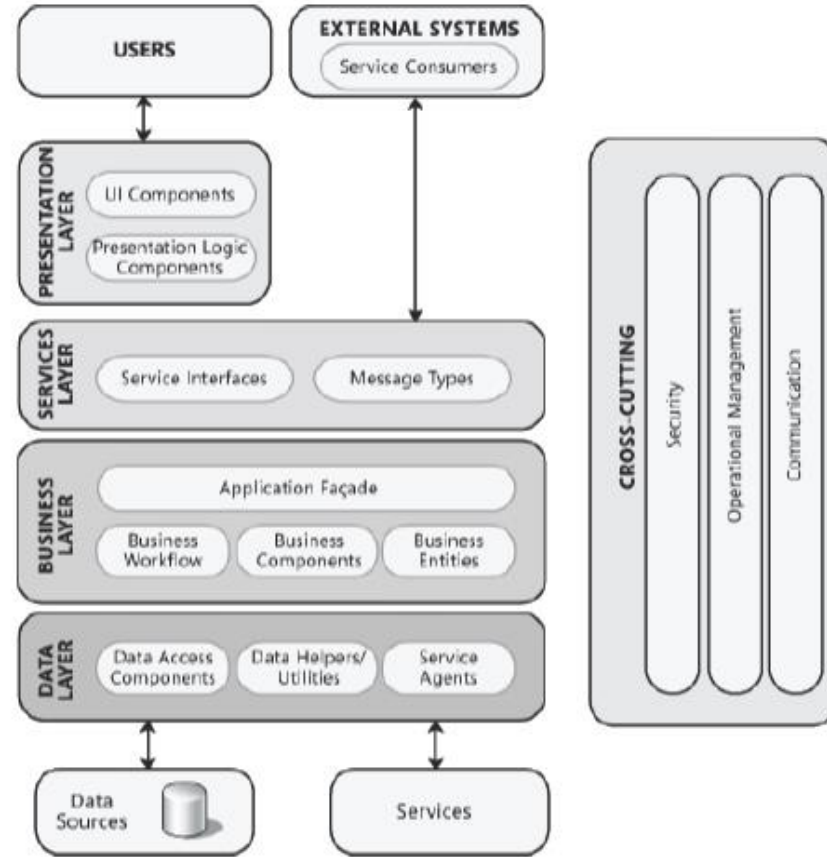 USERS
EXTERNAL SYSTEMS
Service Consumers
PRESENTATION
LAYER
UI Components
Presentation Logic
Components
SERVICES
LAYER
Service Interfaces
Message Types
BUSINESS
LAYER
Application Façade
Business
Workflow
Business
Components
Business
Entities
DATA
LAYER
Data Access
Components
Data Helpers/
Utilities
Service
Agents
Data
Sources
Services
CROSS-CUTTING
Security
Operational Management
Communication